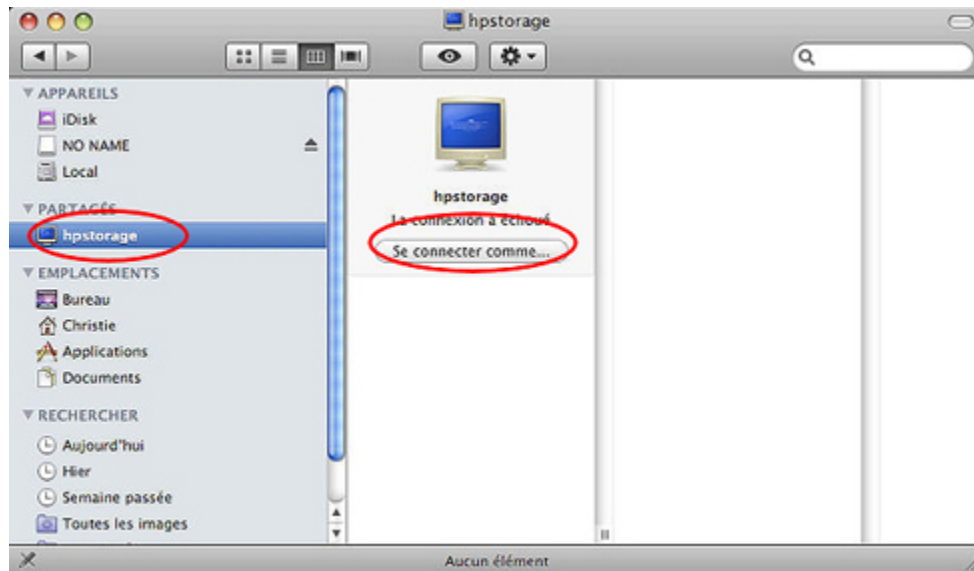 hpstorage
APPAREILS
iDisk
NO NAME
Local
PARTAGÉS
hpstorage
EMPLACEMENTS
Bureau
Christie
Applications
Documents
RECHERCHER
Aujourd'hui
Hier
Semaine passée
Toutes les images
hpstorage
La connexion a échoué
Se connecter comme...
Aucun élément